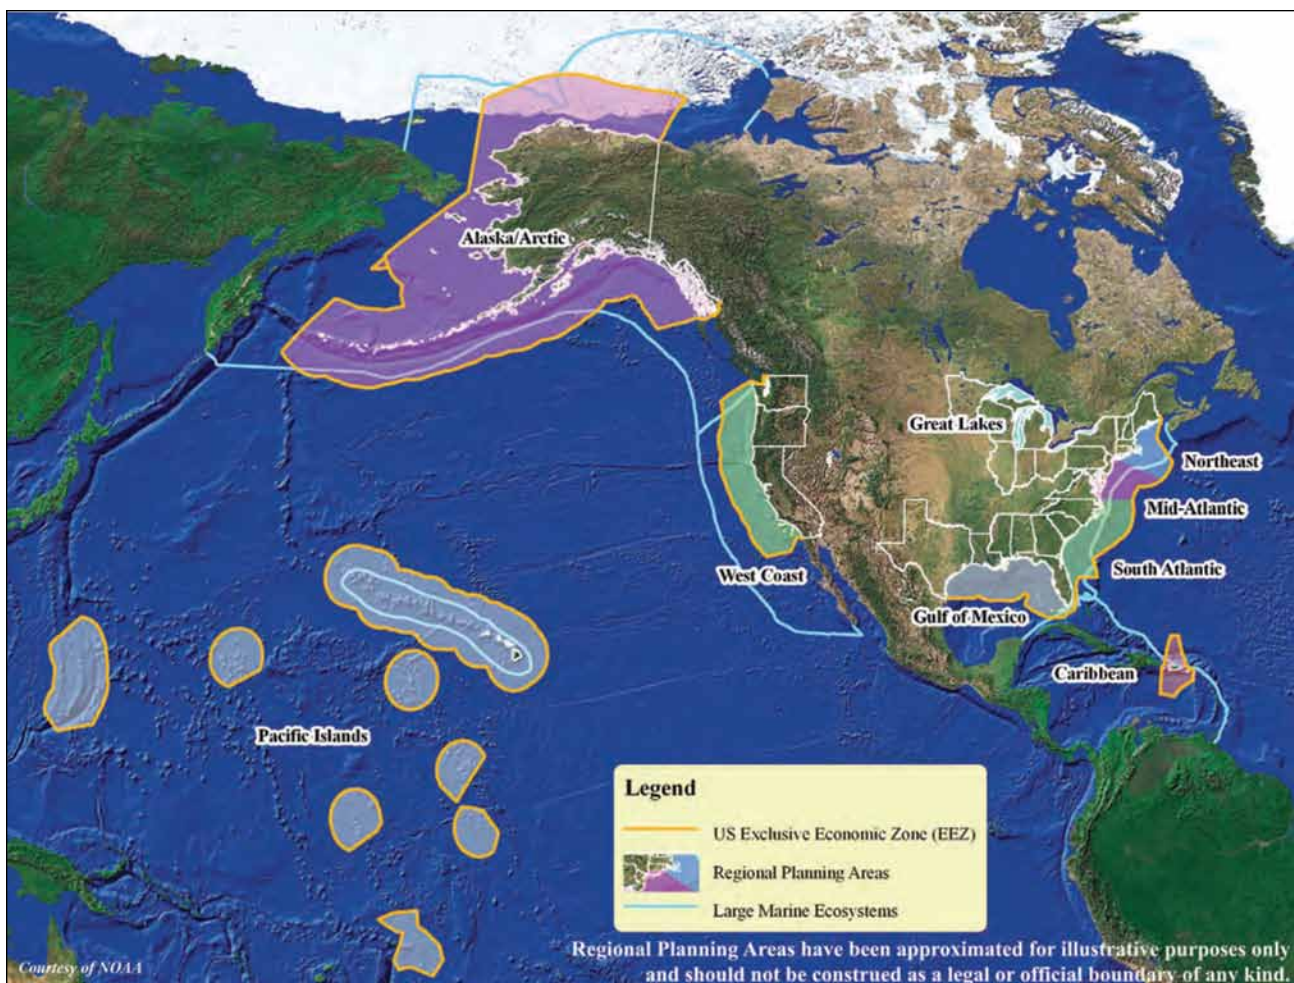 Alaska/Arctic
Great Lakes
Northeast
Mid-Atlantic
West Coast
South Atlantic
Gulf of Mexico
Caribbean
Pacific Islands
Legend
US Exclusive Economic Zone (EEZ)
Regional Planning Areas
Large Marine Ecosystems
Regional Planning Areas have been approximated for illustrative purposes only
and should not be construed as a legal or official boundary of any kind.
Courtesy of NOAA